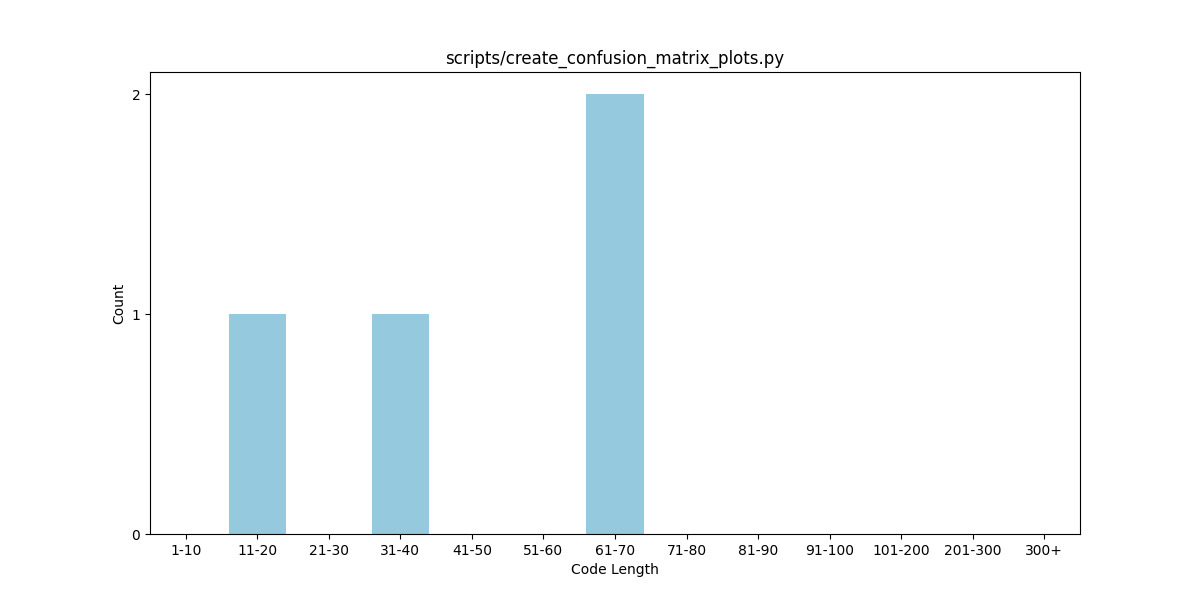 scripts/create_confusion_matrix_plots.py
2
1
0
Count
1-10 11-20 21-30 31-40 41-50 51-60 61-70 71-80 81-90 91-100 101-200 201-300 300+
Code Length